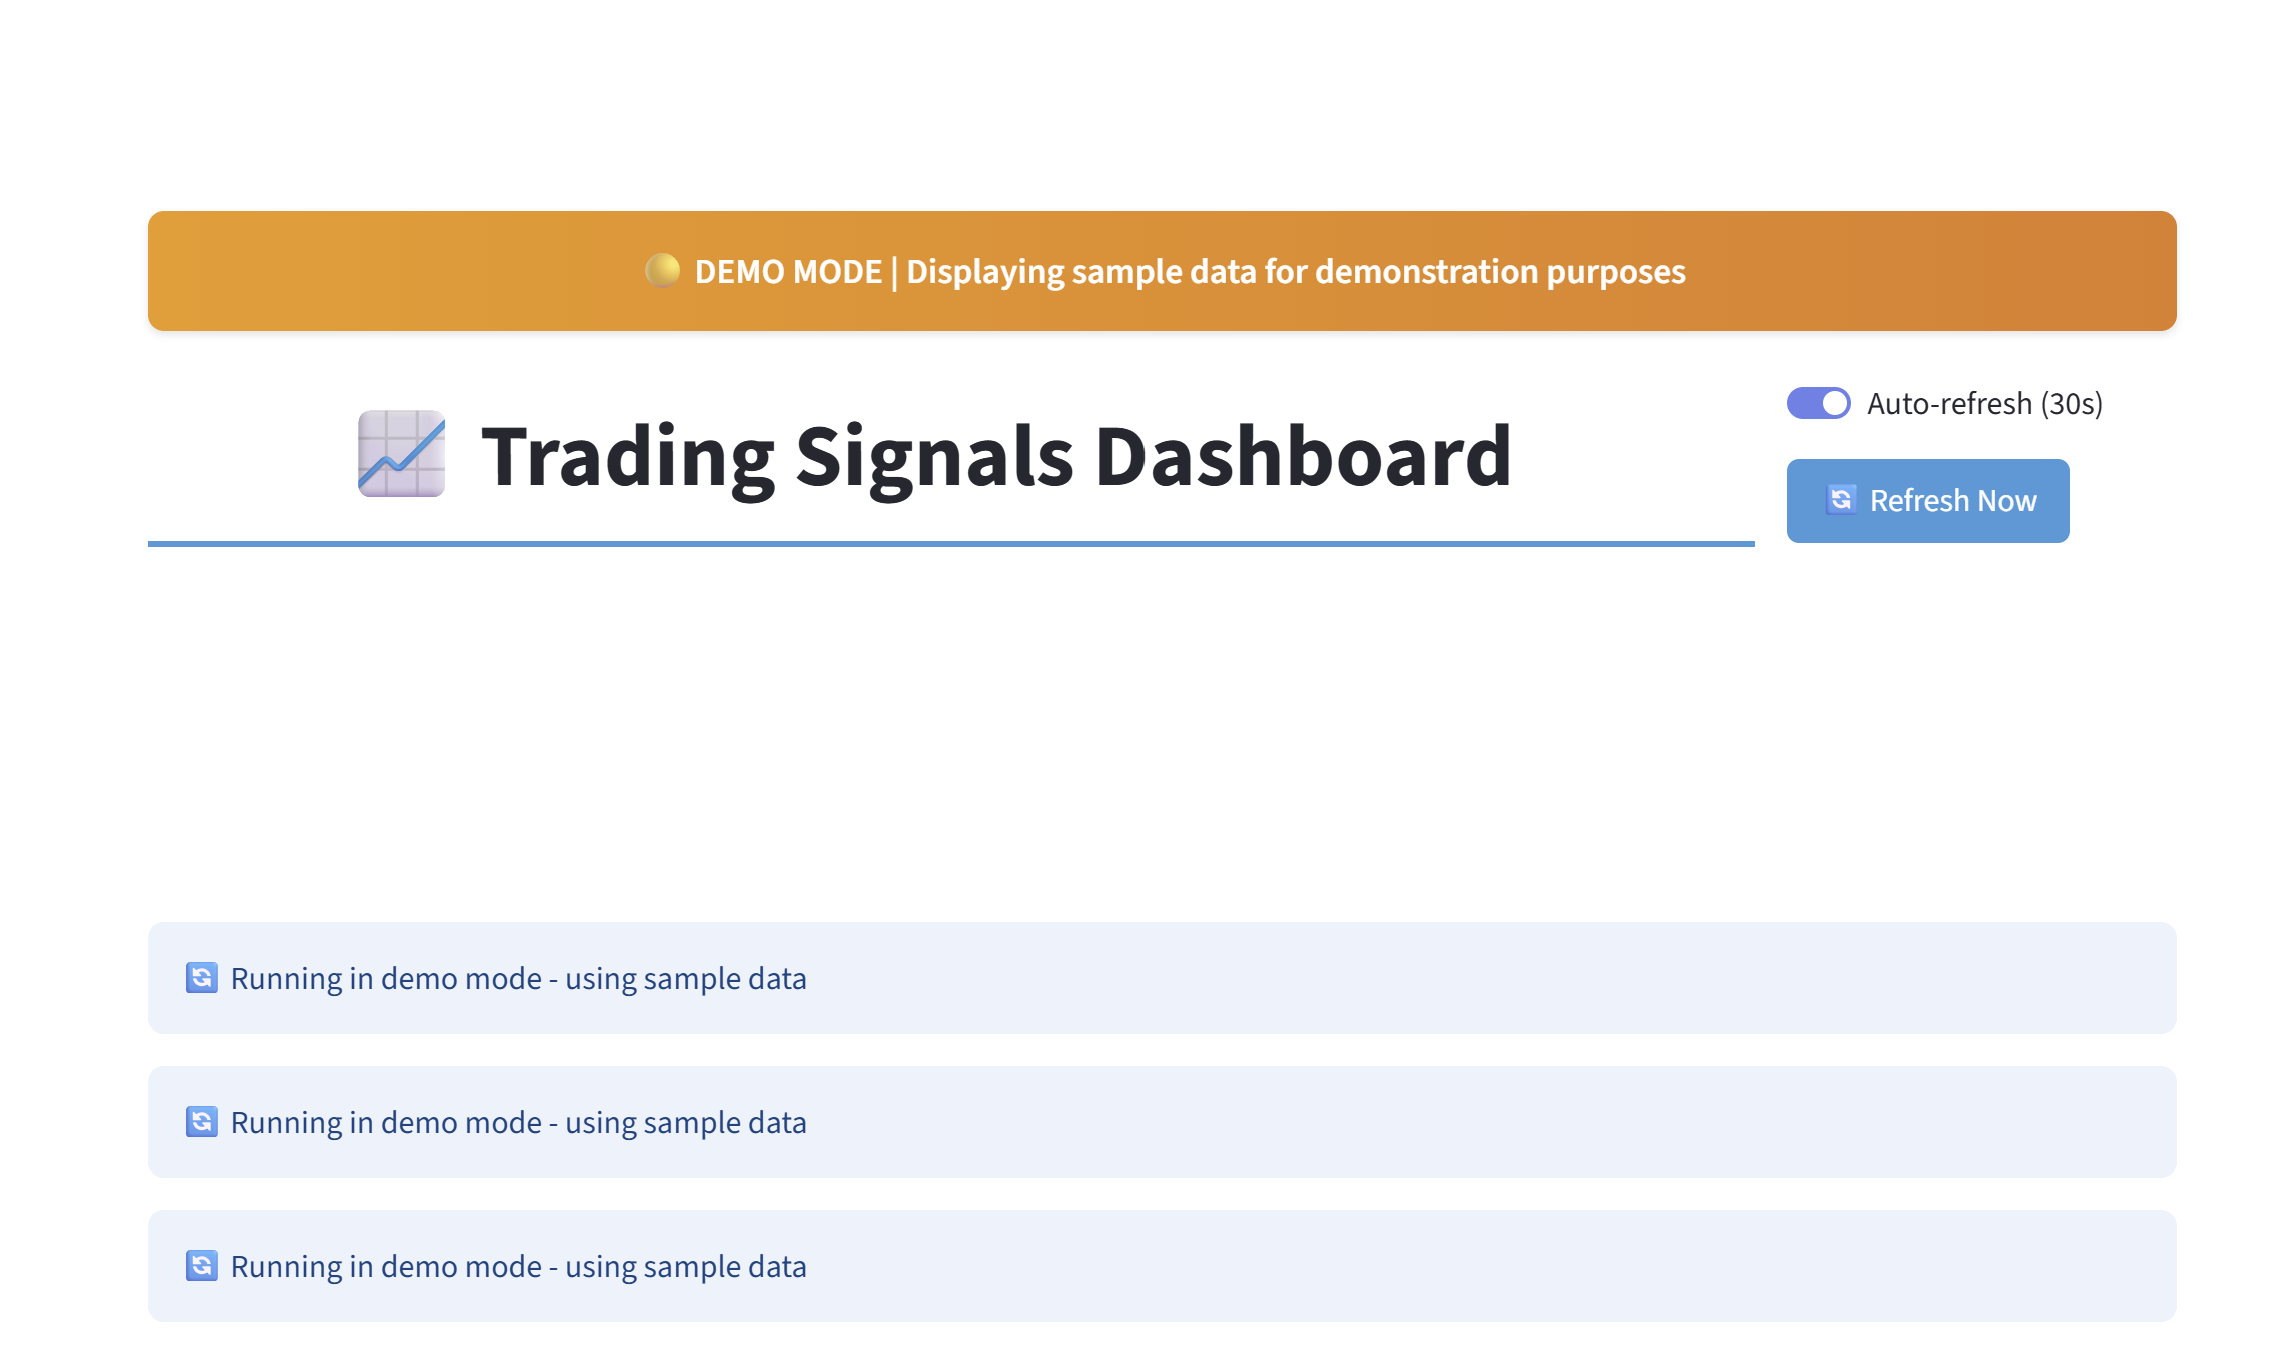 DEMO MODE | Displaying sample data for demonstration purposes
Trading Signals Dashboard
Auto-refresh (30s)
Refresh Now
Running in demo mode - using sample data
Running in demo mode - using sample data
Running in demo mode - using sample data